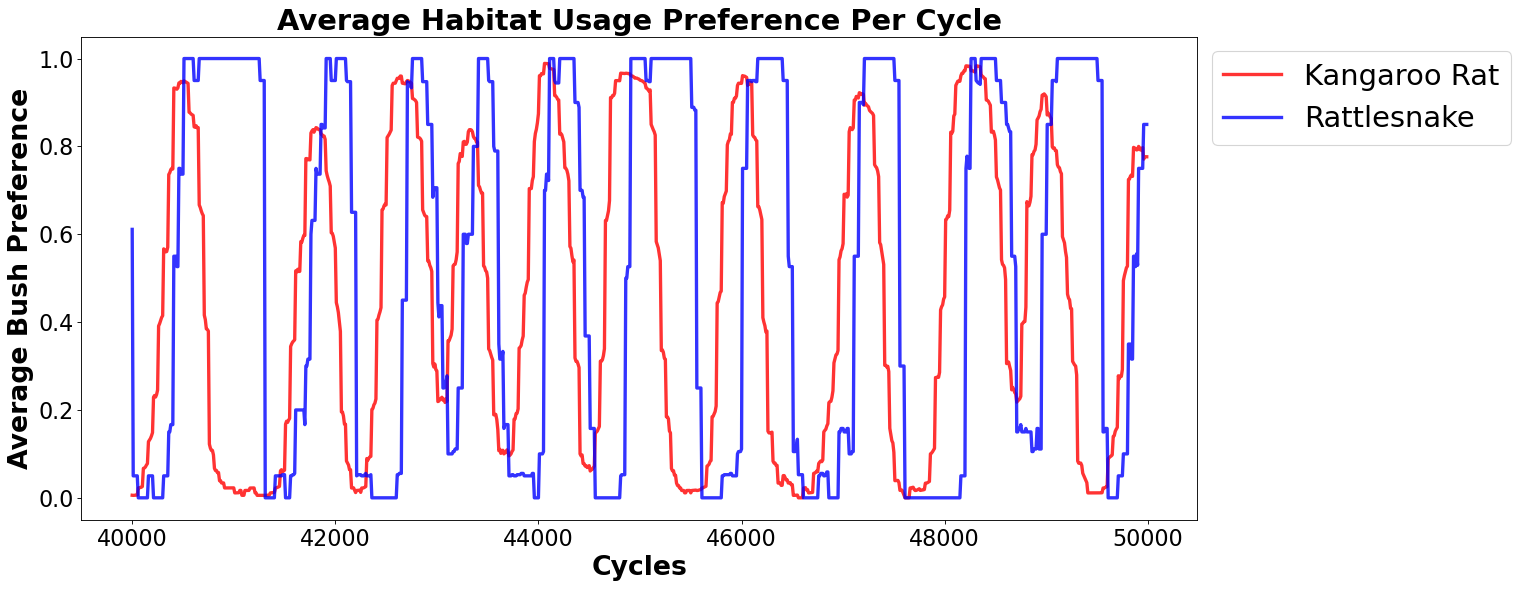 Average Habitat Usage Preference Per Cycle
Kangaroo Rat
Rattlesnake
Average Bush Preference
1.0
0.8
0.6
0.4
0.2
0.0
40000 42000 44000 46000 48000 50000
Cycles